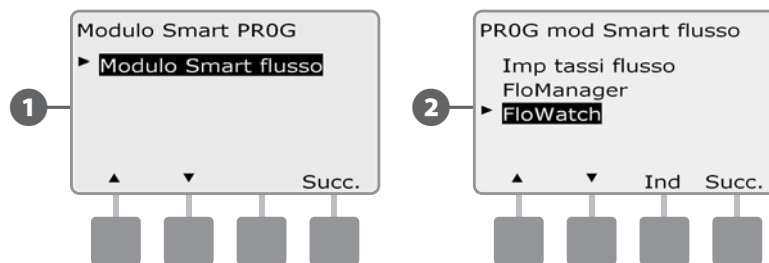 1
Modulo Smart PR0G
► Modulo Smart flusso
▲ ▼ Succ.
2
PR0G mod Smart flusso
Imp tassi flusso
FloManager
► FloWatch
▲ ▼ Ind Succ.